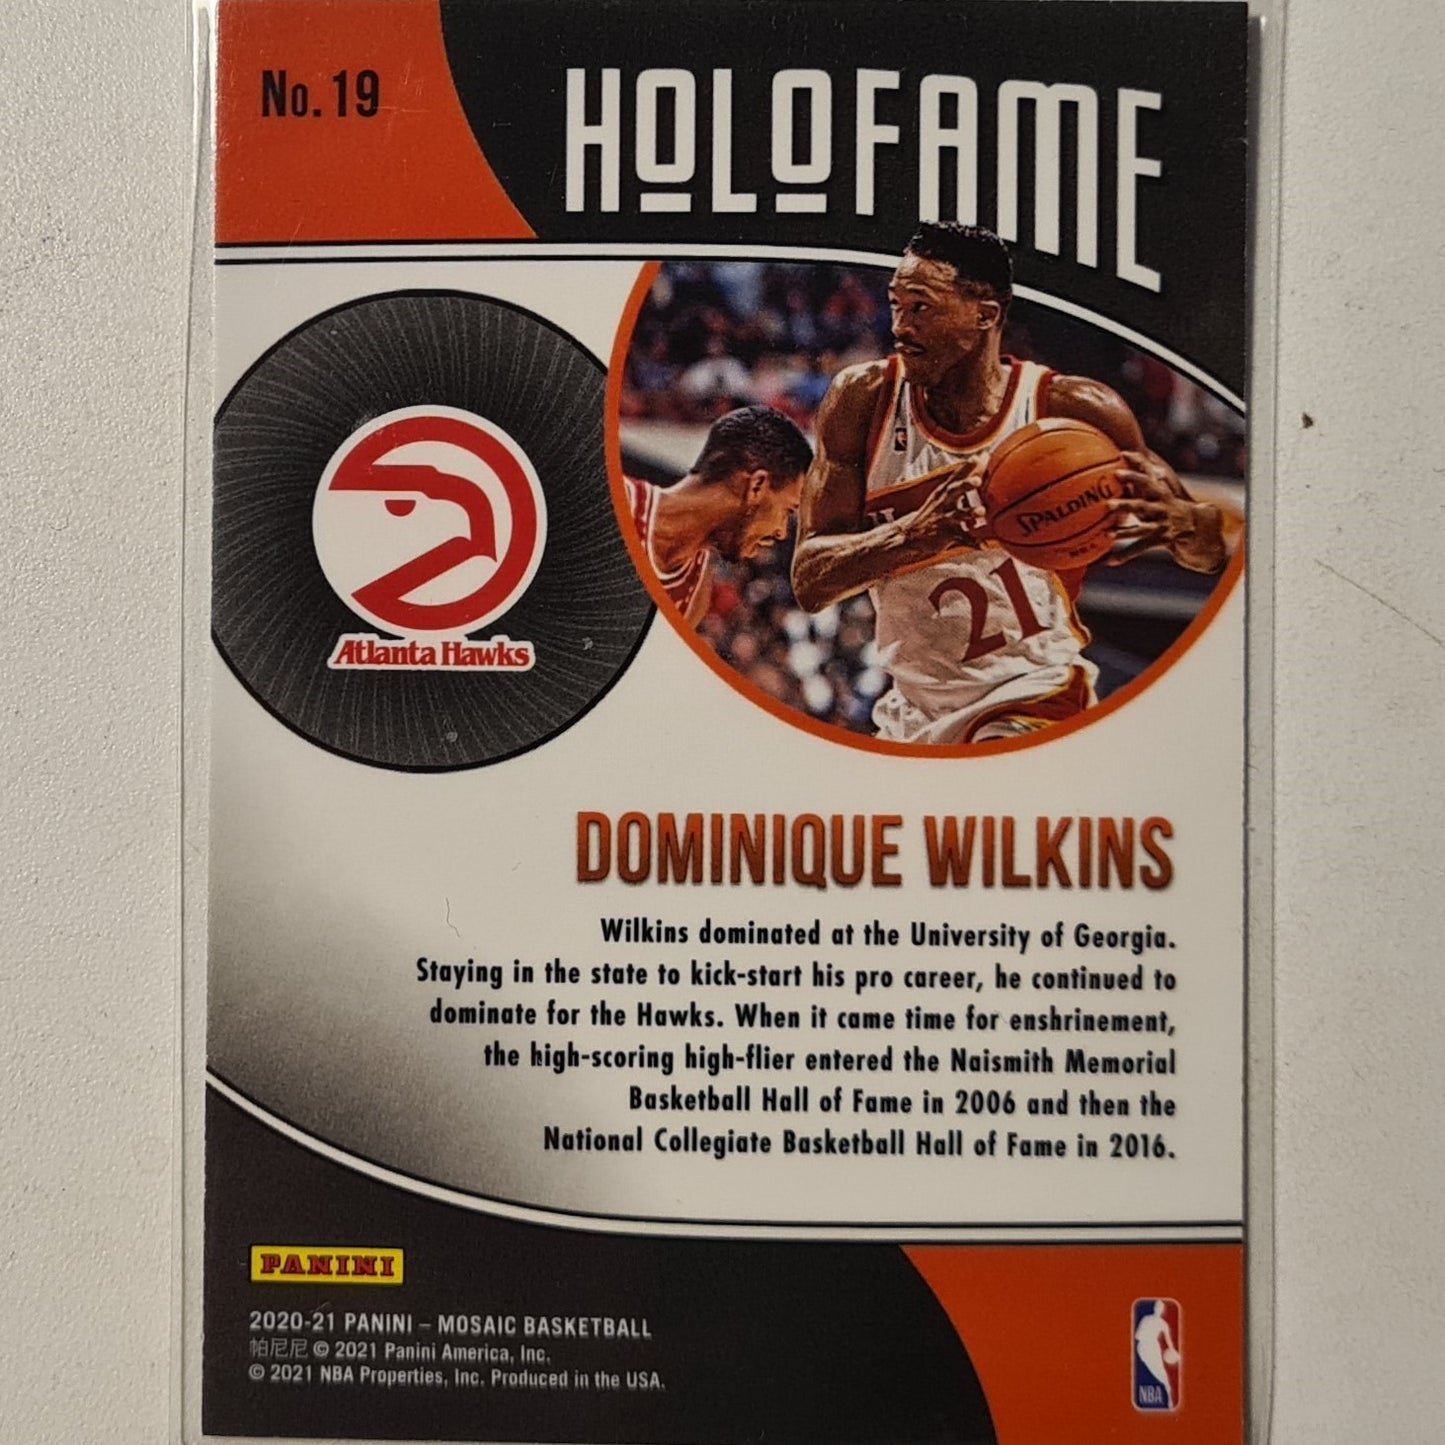 No. 19
HOLOFAME
Atlanta Hawks
SPALDING
NBA
21
DOMINIQUE WILKINS
Wilkins dominated at the University of Georgia.
Staying in the state to kick-start his pro career, he continued to
dominate for the Hawks. When it came time for enshrinement,
the high-scoring high-flier entered the Naismith Memorial
Basketball Hall of Fame in 2006 and then the
National Collegiate Basketball Hall of Fame in 2016.
PANINI
2020-21 PANINI – MOSAIC BASKETBALL
帕尼尼 © 2021 Panini America, Inc.
© 2021 NBA Properties, Inc. Produced in the USA.
NBA